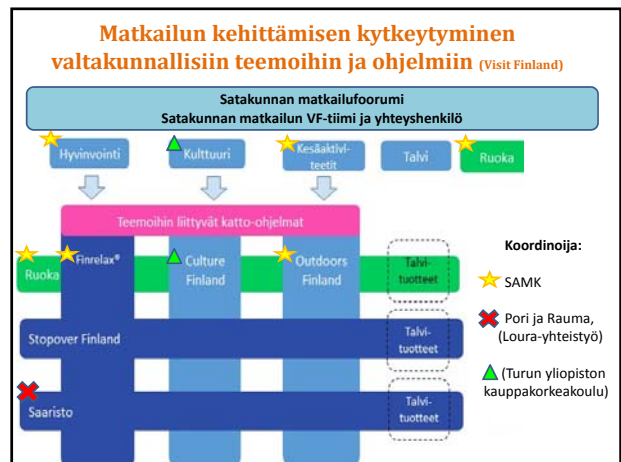 Matkailun kehittämisen kytkeytyminen
valtakunnallisiin teemoihin ja ohjelmiin (Visit Finland)
Satakunnan matkailufoorumi
Satakunnan matkailun VF-tiimi ja yhteyshenkilö
Hyvinvointi
Kulttuuri
Kesäaktivi-
teetit
Talvi
Ruoka
Teemoihin liittyvät katto-ohjelmat
Ruoka
Finrelax®
Culture
Finland
Outdoors
Finland
Talvi-
tuotteet
Stopover Finland
Talvi-
tuotteet
Saaristo
Talvi-
tuotteet
Koordinoija:
SAMK
Pori ja Rauma,
(Loura-yhteistyö)
(Turun yliopiston
kauppakorkeakoulu)